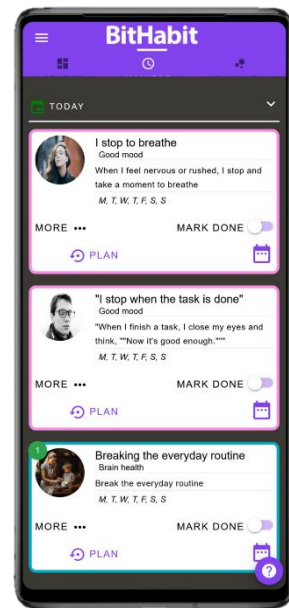 BitHabit
TODAY
I stop to breathe
Good mood
When I feel nervous or rushed, I stop and
take a moment to breathe
M, T, W, T, F, S, S
MORE •••
MARK DONE
PLAN
"I stop when the task is done"
Good mood
"When I finish a task, I close my eyes and
think, ""Now it's good enough."""
M, T, W, T, F, S, S
MORE •••
MARK DONE
PLAN
1
Breaking the everyday routine
Brain health
Break the everyday routine
M, T, W, T, F, S, S
MORE •••
MARK DONE
PLAN
?